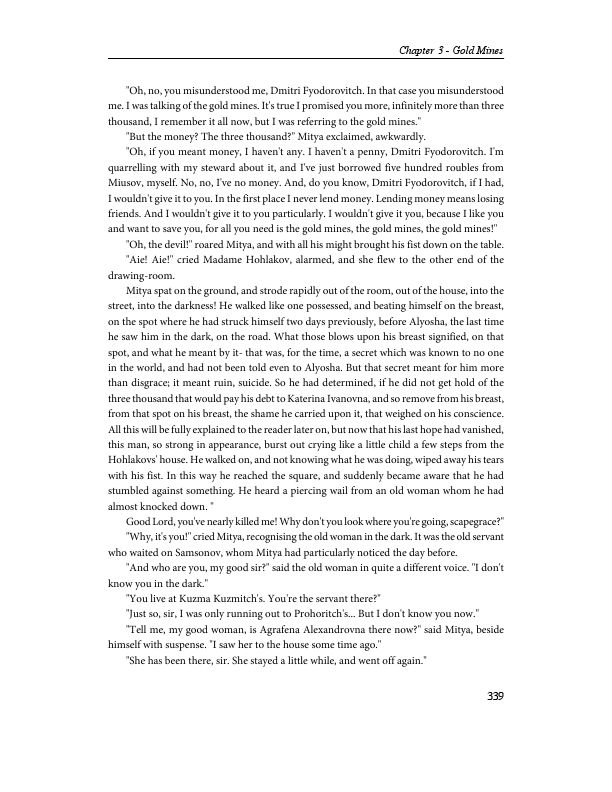 Chapter 3 - Gold Mines
"Oh, no, you misunderstood me, Dmitri Fyodorovitch. In that case you misunderstood
me. I was talking of the gold mines. It's true I promised you more, infinitely more than three
thousand, I remember it all now, but I was referring to the gold mines."
"But the money? The three thousand?" Mitya exclaimed, awkwardly.
"Oh, if you meant money, I haven't any. I haven't a penny, Dmitri Fyodorovitch. I'm
quarrelling with my steward about it, and I've just borrowed five hundred roubles from
Miusov, myself. No, no, I've no money. And, do you know, Dmitri Fyodorovitch, if I had,
I wouldn't give it to you. In the first place I never lend money. Lending money means losing
friends. And I wouldn't give it to you particularly. I wouldn't give it you, because I like you
and want to save you, for all you need is the gold mines, the gold mines, the gold mines!"
"Oh, the devil!" roared Mitya, and with all his might brought his fist down on the table.
"Aie! Aie!" cried Madame Hohlakov, alarmed, and she flew to the other end of the
drawing-room.
Mitya spat on the ground, and strode rapidly out of the room, out of the house, into the
street, into the darkness! He walked like one possessed, and beating himself on the breast,
on the spot where he had struck himself two days previously, before Alyosha, the last time
he saw him in the dark, on the road. What those blows upon his breast signified, on that
spot, and what he meant by it- that was, for the time, a secret which was known to no one
in the world, and had not been told even to Alyosha. But that secret meant for him more
than disgrace; it meant ruin, suicide. So he had determined, if he did not get hold of the
three thousand that would pay his debt to Katerina Ivanovna, and so remove from his breast,
from that spot on his breast, the shame he carried upon it, that weighed on his conscience.
All this will be fully explained to the reader later on, but now that his last hope had vanished,
this man, so strong in appearance, burst out crying like a little child a few steps from the
Hohlakovs' house. He walked on, and not knowing what he was doing, wiped away his tears
with his fist. In this way he reached the square, and suddenly became aware that he had
stumbled against something. He heard a piercing wail from an old woman whom he had
almost knocked down. "
Good Lord, you've nearly killed me! Why don't you look where you're going, scapegrace?"
"Why, it's you!" cried Mitya, recognising the old woman in the dark. It was the old servant
who waited on Samsonov, whom Mitya had particularly noticed the day before.
"And who are you, my good sir?" said the old woman in quite a different voice. "I don't
know you in the dark."
"You live at Kuzma Kuzmitch's. You're the servant there?"
"Just so, sir, I was only running out to Prohoritch's... But I don't know you now."
"Tell me, my good woman, is Agrafena Alexandrovna there now?" said Mitya, beside
himself with suspense. "I saw her to the house some time ago."
"She has been there, sir. She stayed a little while, and went off again."
339